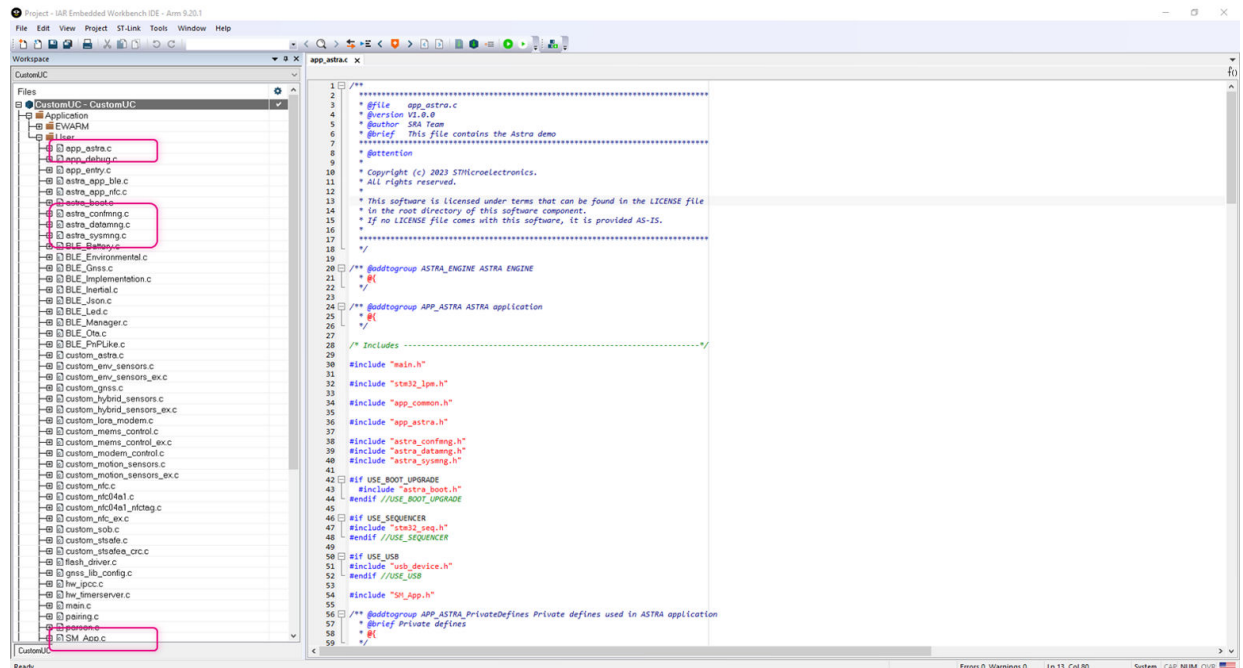 Project - IAR Embedded Workbench IDE - Arm 9.20.1
File Edit View Project ST-Link Tools Window Help
Workspace
CustomUC
Files
CustomUC - CustomUC
Application
EWARM
User
app_astra.c
app_debug.c
app_entry.c
astra_app_ble.c
astra_app_nfc.c
astra_boot.c
astra_confmng.c
astra_datamng.c
astra_sysmng.c
BLE_Battery.c
BLE_Environmental.c
BLE_Gnss.c
BLE_Implementation.c
BLE_Inertial.c
BLE_Json.c
BLE_Led.c
BLE_Manager.c
BLE_Ota.c
BLE_PnPLike.c
custom_astra.c
custom_env_sensors.c
custom_env_sensors_ex.c
custom_gnss.c
custom_hybrid_sensors.c
custom_hybrid_sensors_ex.c
custom_lora_modem.c
custom_mems_control.c
custom_mems_control_ex.c
custom_modem_control.c
custom_motion_sensors.c
custom_motion_sensors_ex.c
custom_nfc.c
custom_nfc04a1.c
custom_nfc04a1_nfctag.c
custom_nfc_ex.c
custom_sob.c
custom_stsafe.c
custom_stsafea_crc.c
flash_driver.c
gnss_lib_config.c
hw_ipcc.c
hw_timerserver.c
main.c
pairing.c
parson.c
SM_App.c
CustomUC
app_astra.c x
f()
1 /**
2 ******************************************************************************
3 * @file app_astra.c
4 * @version V1.0.0
5 * @author SRA Team
6 * @brief This file contains the Astra demo
7 ******************************************************************************
8 * @attention
9 *
10 * Copyright (c) 2023 STMicroelectronics.
11 * All rights reserved.
12 *
13 * This software is licensed under terms that can be found in the LICENSE file
14 * in the root directory of this software component.
15 * If no LICENSE file comes with this software, it is provided AS-IS.
16 *
17 ******************************************************************************
18 */
19
20 /** @addtogroup ASTRA_ENGINE ASTRA ENGINE
21 * @{
22 */
23
24 /** @addtogroup APP_ASTRA ASTRA application
25 * @{
26 */
27
28 /* Includes ------------------------------------------------------------------*/
29
30 #include "main.h"
31
32 #include "stm32_lpm.h"
33
34 #include "app_common.h"
35
36 #include "app_astra.h"
37
38 #include "astra_confmng.h"
39 #include "astra_datamng.h"
40 #include "astra_sysmng.h"
41
42 #if USE_BOOT_UPGRADE
43 #include "astra_boot.h"
44 #endif //USE_BOOT_UPGRADE
45
46 #if USE_SEQUENCER
47 #include "stm32_seq.h"
48 #endif //USE_SEQUENCER
49
50 #if USE_USB
51 #include "usb_device.h"
52 #endif //USE_USB
53
54 #include "SM_App.h"
55
56 /** @addtogroup APP_ASTRA_PrivateDefines Private defines used in ASTRA application
57 * @brief Private defines
58 * @{
59 */
Ready
Errors 0, Warnings 0 Ln 13, Col 80 System CAP NUM OVR